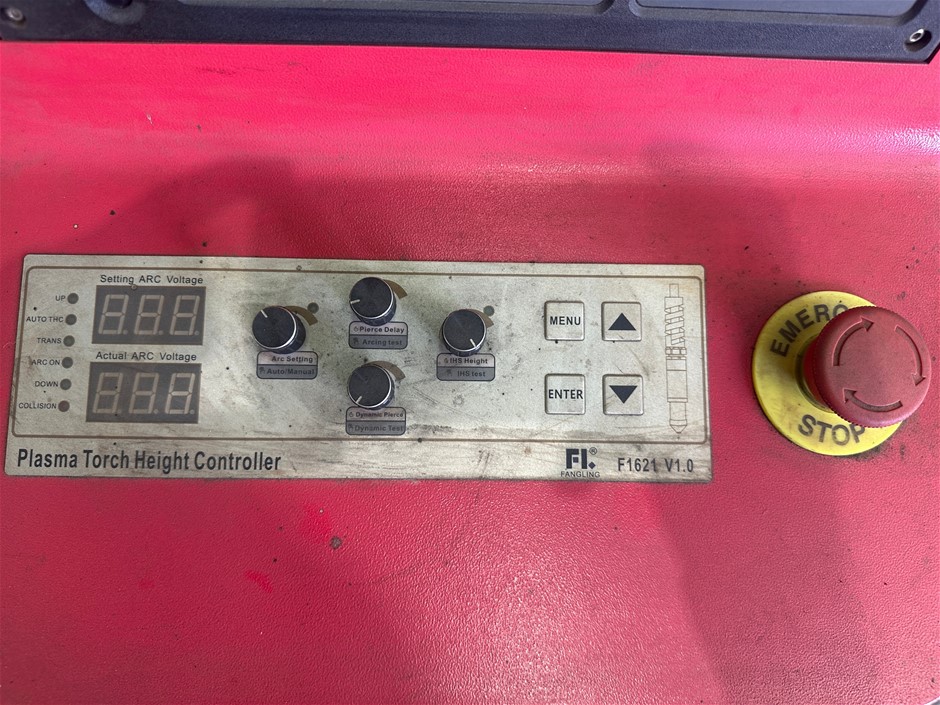 Setting ARC Voltage
UP
AUTO THC
TRANS
Actual ARC Voltage
ARC ON
DOWN
COLLISION
Arc Setting
Auto/Manual
Pierce Delay
Arcing test
Dynamic Pierce
Dynamic Test
IHS Height
IHS test
MENU
ENTER
Plasma Torch Height Controller
FL®
FANGLING
F1621 V1.0
EMERG
STOP